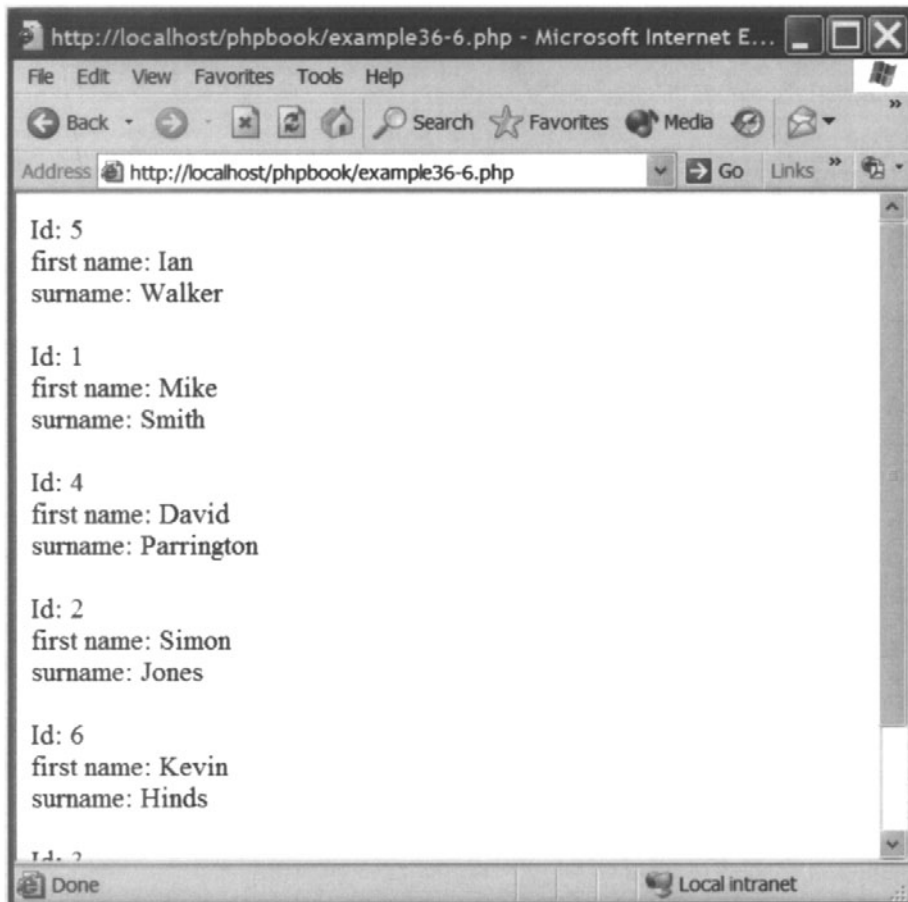 http://localhost/phpbook/example36-6.php - Microsoft Internet E...
File Edit View Favorites Tools Help
Back Search Favorites Media »
Address http://localhost/phpbook/example36-6.php Go Links »
Id: 5
first name: Ian
surname: Walker
Id: 1
first name: Mike
surname: Smith
Id: 4
first name: David
surname: Parrington
Id: 2
first name: Simon
surname: Jones
Id: 6
first name: Kevin
surname: Hinds
Done Local intranet